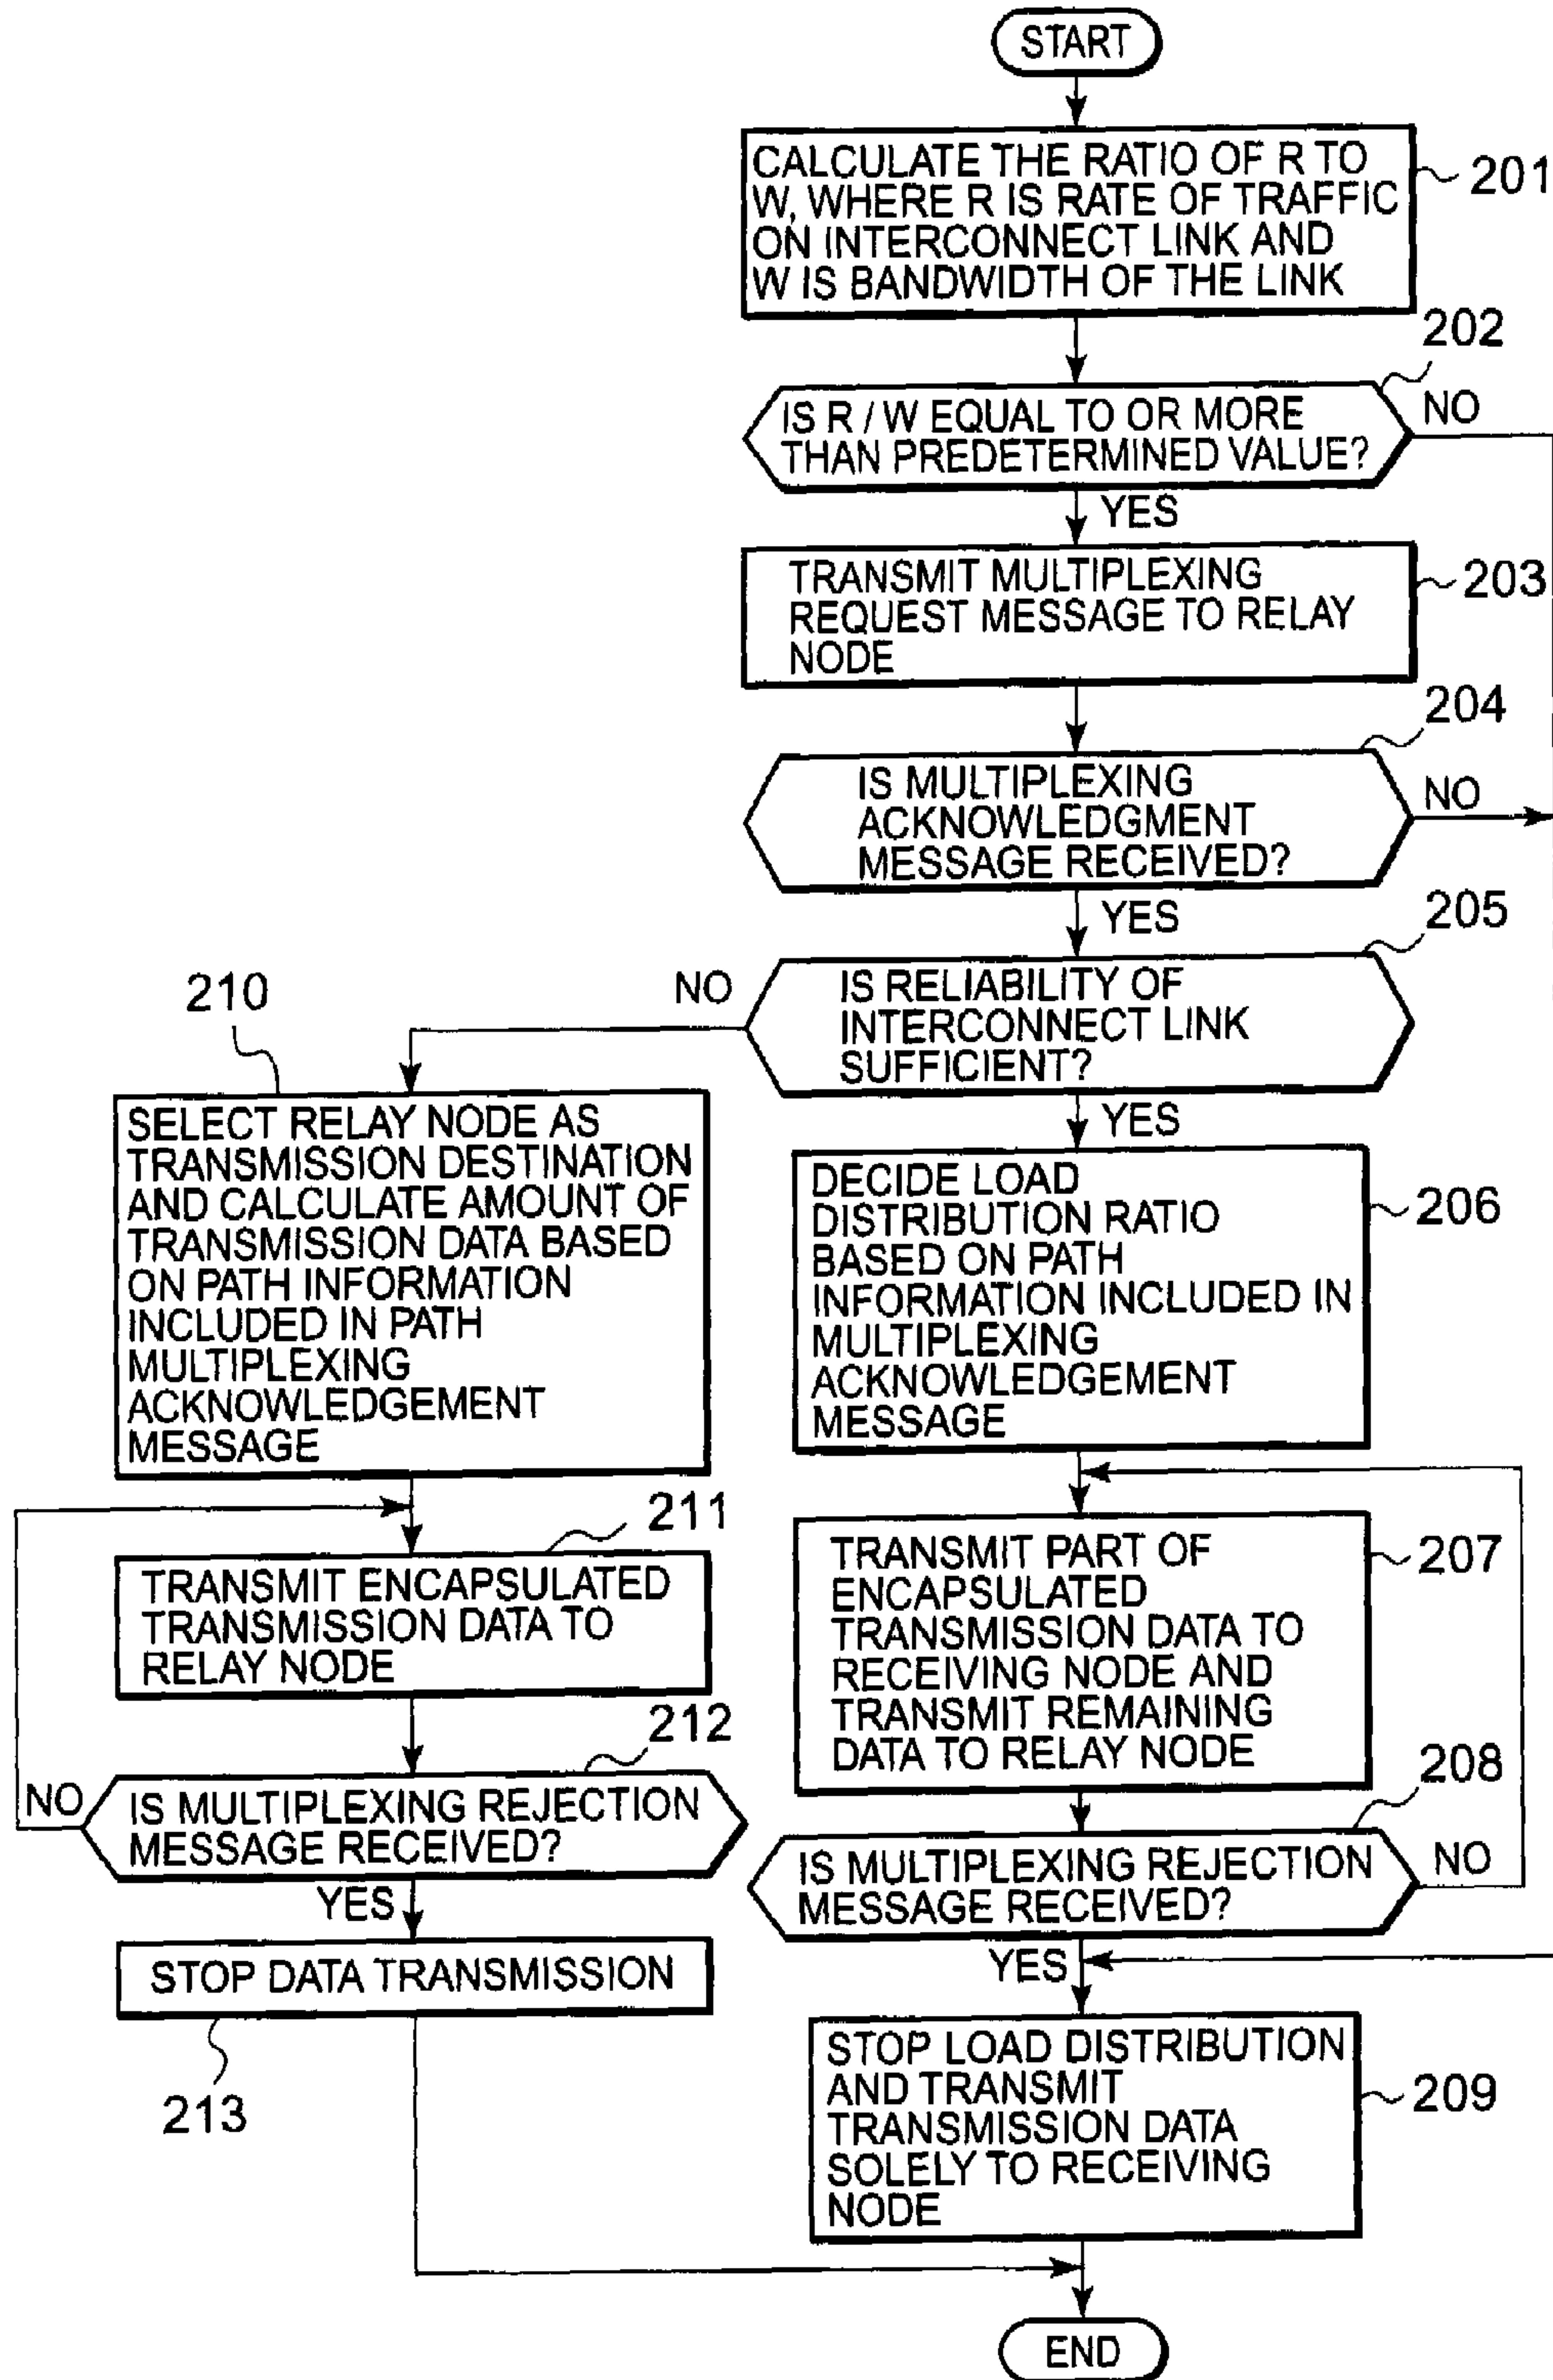 START
CALCULATE THE RATIO OF R TO
W, WHERE R IS RATE OF TRAFFIC
ON INTERCONNECT LINK AND
W IS BANDWIDTH OF THE LINK
201
202
IS R / W EQUAL TO OR MORE
THAN PREDETERMINED VALUE?
NO
YES
TRANSMIT MULTIPLEXING
REQUEST MESSAGE TO RELAY
NODE
203
204
IS MULTIPLEXING
ACKNOWLEDGMENT
MESSAGE RECEIVED?
NO
YES
205
IS RELIABILITY OF
INTERCONNECT LINK
SUFFICIENT?
NO
YES
210
SELECT RELAY NODE AS
TRANSMISSION DESTINATION
AND CALCULATE AMOUNT OF
TRANSMISSION DATA BASED
ON PATH INFORMATION
INCLUDED IN PATH
MULTIPLEXING
ACKNOWLEDGEMENT
MESSAGE
DECIDE LOAD
DISTRIBUTION RATIO
BASED ON PATH
INFORMATION INCLUDED IN
MULTIPLEXING
ACKNOWLEDGEMENT
MESSAGE
206
211
TRANSMIT ENCAPSULATED
TRANSMISSION DATA TO
RELAY NODE
TRANSMIT PART OF
ENCAPSULATED
TRANSMISSION DATA TO
RECEIVING NODE AND
TRANSMIT REMAINING
DATA TO RELAY NODE
207
212
NO
IS MULTIPLEXING REJECTION
MESSAGE RECEIVED?
YES
208
IS MULTIPLEXING REJECTION
MESSAGE RECEIVED?
NO
YES
STOP DATA TRANSMISSION
213
STOP LOAD DISTRIBUTION
AND TRANSMIT
TRANSMISSION DATA
SOLELY TO RECEIVING
NODE
209
END